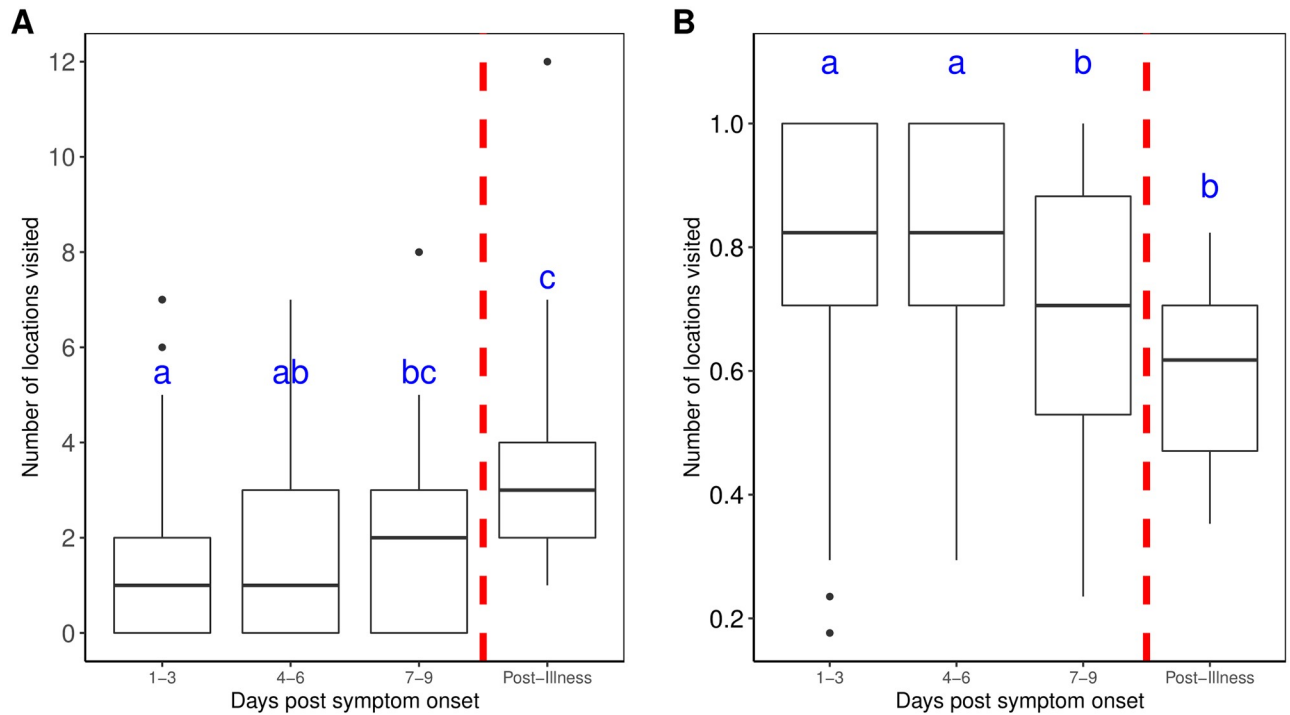 A
Number of locations visited
12
10
8
6
4
2
0
a
ab
bc
c
1–3
4–6
7–9
Post–Illness
Days post symptom onset
B
Number of locations visited
1.0
0.8
0.6
0.4
0.2
a
a
b
b
1–3
4–6
7–9
Post–Illness
Days post symptom onset